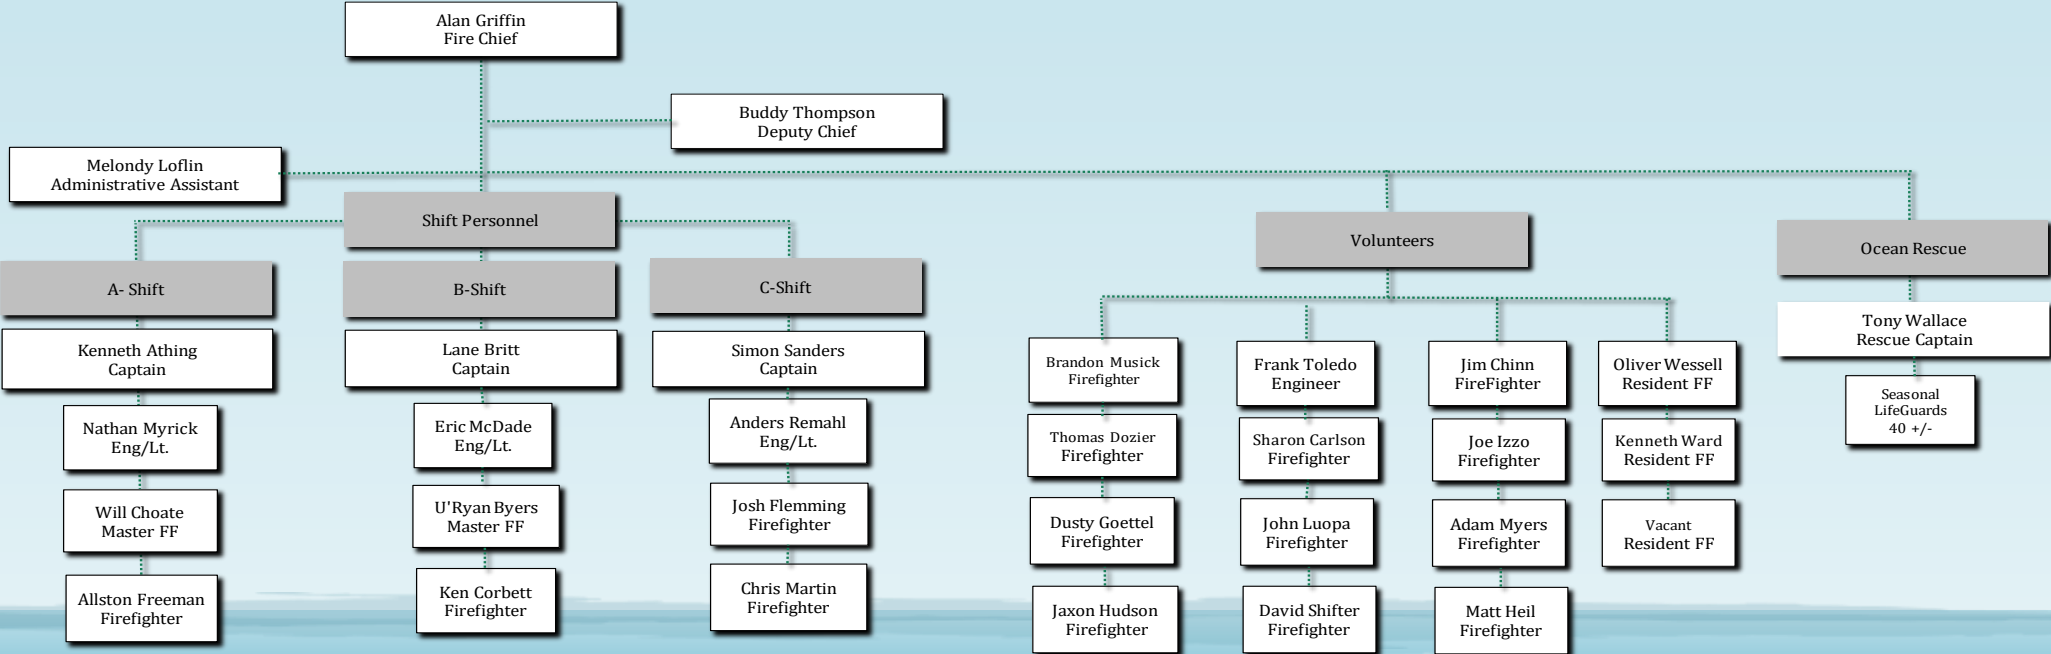 Alan Griffin
Fire Chief
Buddy Thompson
Deputy Chief
Melondy Loflin
Administrative Assistant
Shift Personnel
Volunteers
Ocean Rescue
A- Shift
B-Shift
C-Shift
Kenneth Athing
Captain
Nathan Myrick
Eng/Lt.
Will Choate
Master FF
Allston Freeman
Firefighter
Lane Britt
Captain
Eric McDade
Eng/Lt.
U'Ryan Byers
Master FF
Ken Corbett
Firefighter
Simon Sanders
Captain
Anders Remahl
Eng/Lt.
Josh Flemming
Firefighter
Chris Martin
Firefighter
Brandon Musick
Firefighter
Thomas Dozier
Firefighter
Dusty Goettel
Firefighter
Jaxon Hudson
Firefighter
Frank Toledo
Engineer
Sharon Carlson
Firefighter
John Luopa
Firefighter
David Shifter
Firefighter
Jim Chinn
FireFighter
Joe Izzo
Firefighter
Adam Myers
Firefighter
Matt Heil
Firefighter
Oliver Wessell
Resident FF
Kenneth Ward
Resident FF
Vacant
Resident FF
Tony Wallace
Rescue Captain
Seasonal
LifeGuards
40 +/-